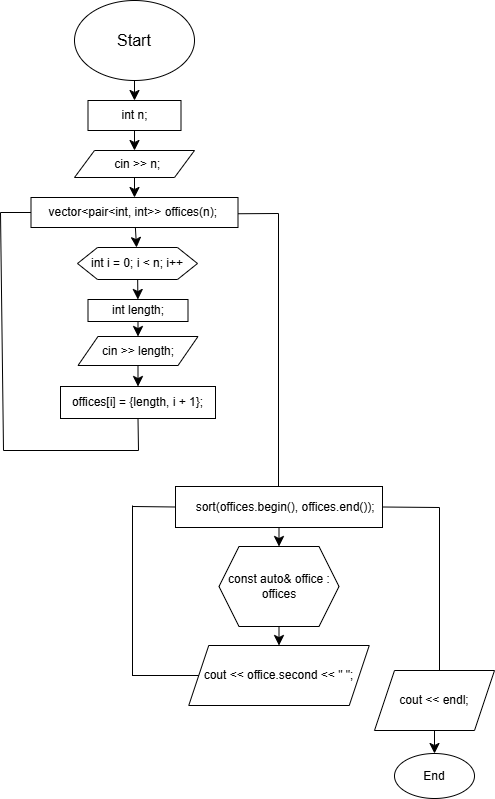 Start
int n;
cin >> n;
vector<pair<int, int>> offices(n);
int i = 0; i < n; i++
int length;
cin >> length;
offices[i] = {length, i + 1};
sort(offices.begin(), offices.end());
const auto& office :
offices
cout << office.second << " ";
cout << endl;
End